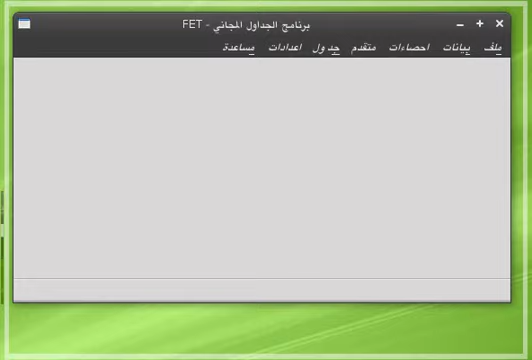 برنامج الجداول المجاني - FET
ملف بيانات احصاءات متقدم جدول اعدادات مساعدة